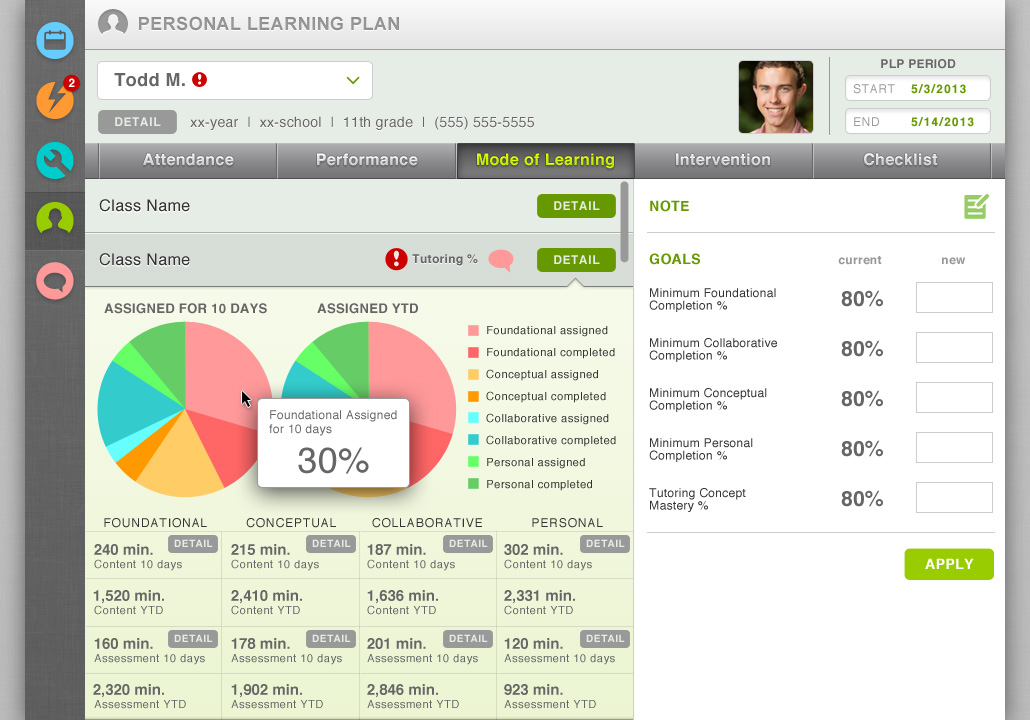 PERSONAL LEARNING PLAN
2
Todd M.
DETAIL xx-year | xx-school | 11th grade | (555) 555-5555
PLP PERIOD
START 5/3/2013
END 5/14/2013
Attendance Performance Mode of Learning Intervention Checklist
Class Name DETAIL
Class Name Tutoring % DETAIL
ASSIGNED FOR 10 DAYS ASSIGNED YTD
Foundational assigned
Foundational completed
Conceptual assigned
Conceptual completed
Collaborative assigned
Collaborative completed
Personal assigned
Personal completed
Foundational Assigned
for 10 days
30%
FOUNDATIONAL CONCEPTUAL COLLABORATIVE PERSONAL
240 min. DETAIL 215 min. DETAIL 187 min. DETAIL 302 min. DETAIL
Content 10 days Content 10 days Content 10 days Content 10 days
1,520 min. 2,410 min. 1,636 min. 2,331 min.
Content YTD Content YTD Content YTD Content YTD
160 min. DETAIL 178 min. DETAIL 201 min. DETAIL 120 min. DETAIL
Assessment 10 days Assessment 10 days Assessment 10 days Assessment 10 days
2,320 min. 1,902 min. 2,846 min. 923 min.
Assessment YTD Assessment YTD Assessment YTD Assessment YTD
NOTE
GOALS current new
Minimum Foundational
Completion % 80%
Minimum Collaborative
Completion % 80%
Minimum Conceptual
Completion % 80%
Minimum Personal
Completion % 80%
Tutoring Concept
Mastery % 80%
APPLY